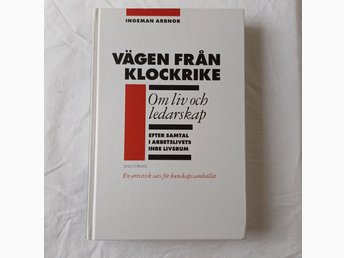 INGEMAN ARBNOR
VÄGEN FRÅN
KLOCKRIKE
Om liv och
ledarskap
EFTER SAMTAL
I ARBETSLIVETS
INRE LIVSRUM
SNS FÖRLAG
En artistisk sats för kunskapssamhället